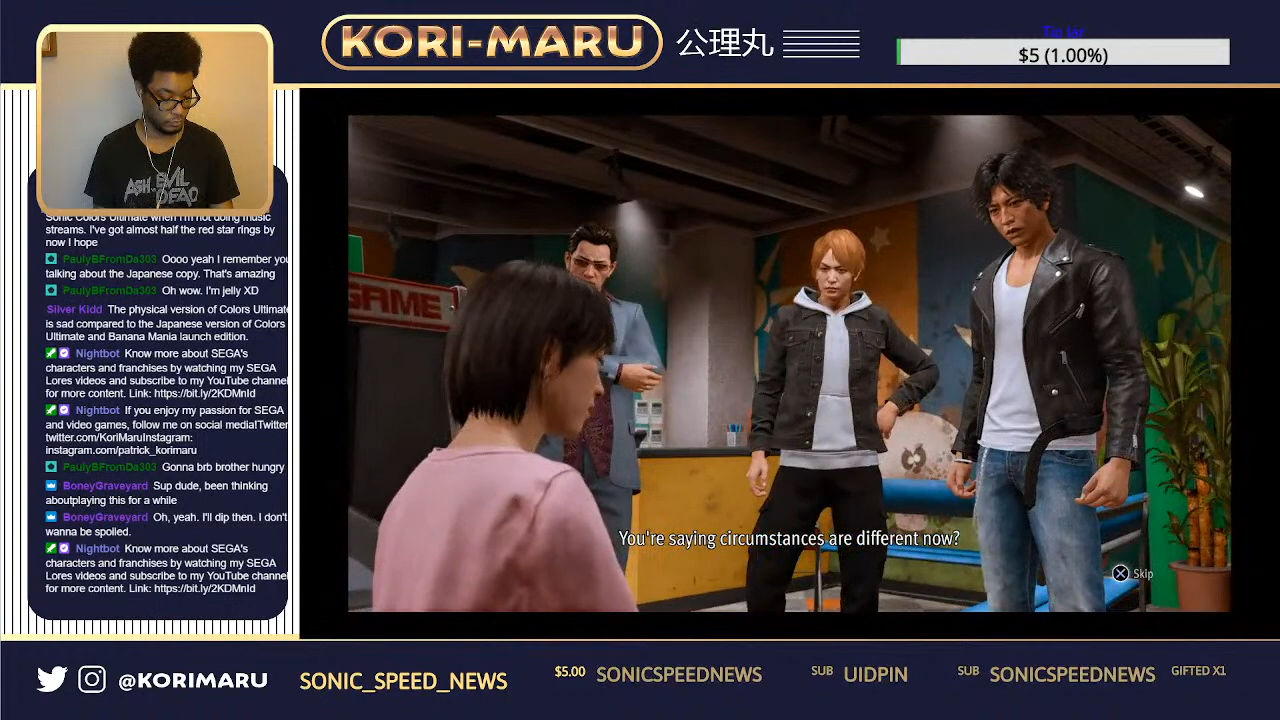 KORI-MARU 公理丸
Tip Jar
$5 (1.00%)
ASH EVIL
DEAD
Sonic Colors Ultimate when I'm not doing music
streams. I've got almost half the red star rings by
now I hope
PaulyBFromDa303 Oooo yeah I remember you
talking about the Japanese copy. That's amazing
PaulyBFromDa303 Oh wow. I'm jelly XD
Silver Kidd The physical version of Colors Ultimate
is sad compared to the Japanese version of Colors
Ultimate and Banana Mania launch edition.
Nightbot Know more about SEGA's
characters and franchises by watching my SEGA
Lores videos and subscribe to my YouTube channel
for more content. Link: https://bit.ly/2KDMnId
Nightbot If you enjoy my passion for SEGA
and video games, follow me on social media!Twitter:
twitter.com/KoriMaruInstagram:
instagram.com/patrick_korimaru
PaulyBFromDa303 Gonna brb brother hungry
BoneyGraveyard Sup dude, been thinking
aboutplaying this for a while
BoneyGraveyard Oh, yeah. I'll dip then. I don't
wanna be spoiled.
Nightbot Know more about SEGA's
characters and franchises by watching my SEGA
Lores videos and subscribe to my YouTube channel
for more content. Link: https://bit.ly/2KDMnId
GAME
You're saying circumstances are different now?
Skip
@KORIMARU
SONIC_SPEED_NEWS
$5.00 SONICSPEEDNEWS
SUB UIDPIN
SUB SONICSPEEDNEWS GIFTED X1